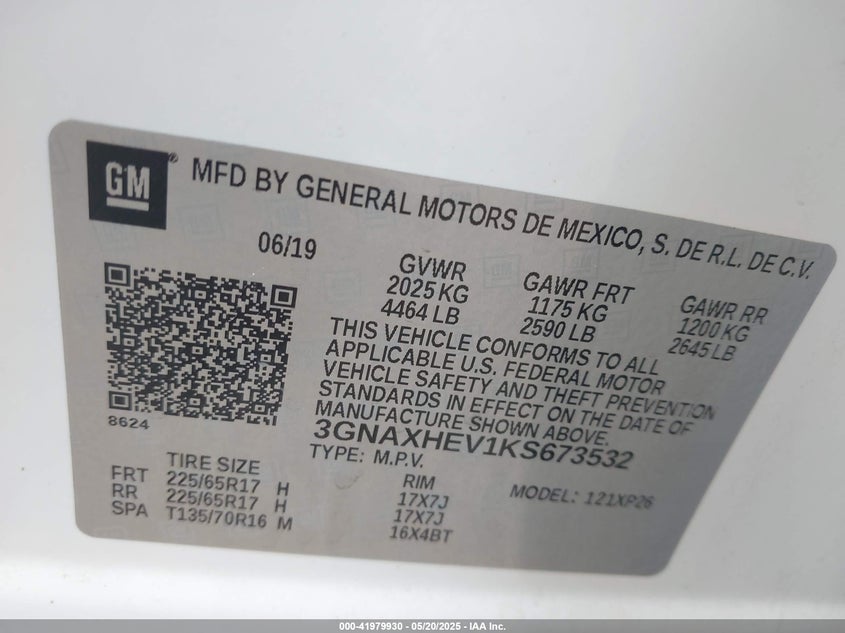 GM ®
MFD BY GENERAL MOTORS DE MEXICO, S. DE R.L. DE C.V.
06/19
GVWR GAWR FRT GAWR RR
2025 KG 1175 KG 1200 KG
4464 LB 2590 LB 2645 LB
THIS VEHICLE CONFORMS TO ALL
APPLICABLE U.S. FEDERAL MOTOR
VEHICLE SAFETY AND THEFT PREVENTION
STANDARDS IN EFFECT ON THE DATE OF
MANUFACTURE SHOWN ABOVE.
8624
3GNAXHEV1KS673532
TYPE: M.P.V. MODEL: 121XP26
TIRE SIZE RIM
FRT 225/65R17 H 17X7J
RR 225/65R17 H 17X7J
SPA T135/70R16 M 16X4BT
000-41979930 - 05/20/2025 - IAA Inc.